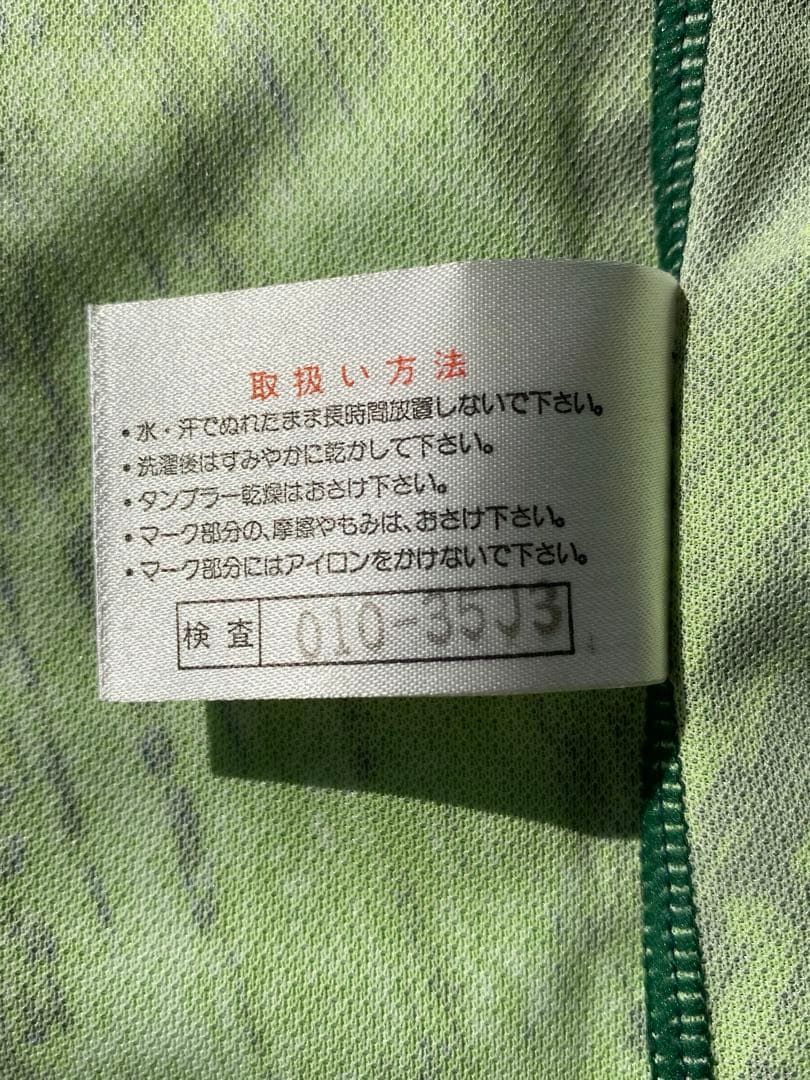 取扱い方法
・水・汗でぬれたまま長時間放置しないで下さい。
・洗濯後はすみやかに乾かして下さい。
・タンブラー乾燥はおさけ下さい。
・マーク部分の、摩擦やもみは、おさけ下さい。
・マーク部分にはアイロンをかけないで下さい。
検査 010-35J3